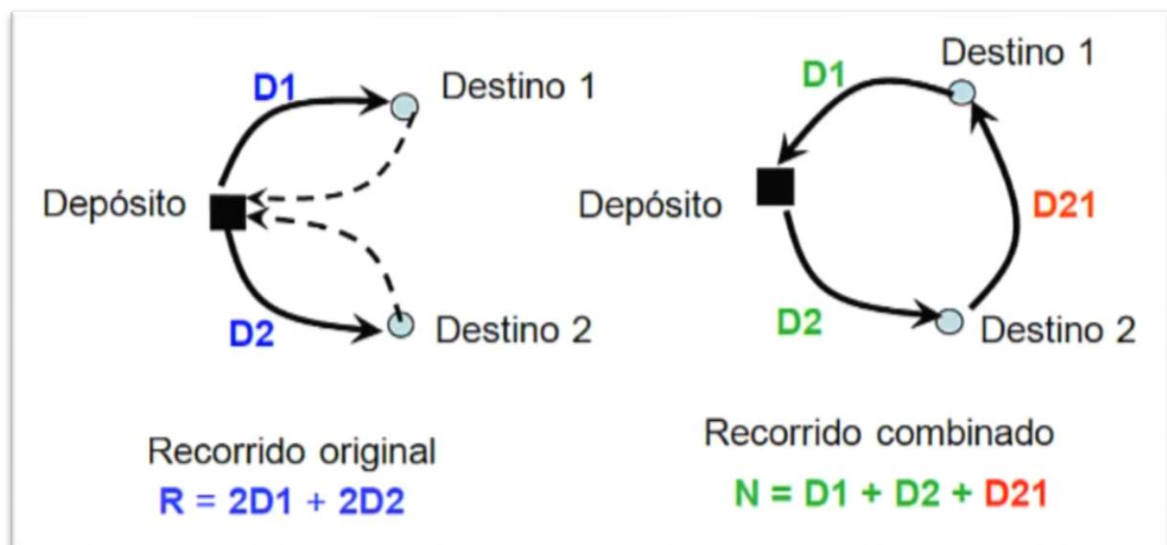 D1
Destino 1
Depósito
D2
Destino 2
Recorrido original
R = 2D1 + 2D2
Destino 1
D1
Depósito
D21
D2
Destino 2
Recorrido combinado
N = D1 + D2 + D21